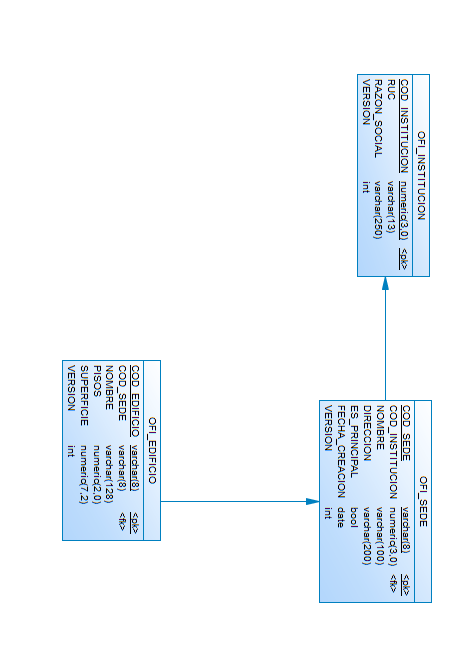 OFI_INSTITUCION
COD_INSTITUCION numeric(3,0) <pk>
RUC varchar(13)
RAZON_SOCIAL varchar(250)
VERSION int
OFI_SEDE
COD_SEDE varchar(8) <pk>
COD_INSTITUCION numeric(3,0) <fk>
NOMBRE varchar(100)
DIRECCION varchar(200)
ES_PRINCIPAL bool
FECHA_CREACION date
VERSION int
OFI_EDIFICIO
COD_EDIFICIO varchar(8) <pk>
COD_SEDE varchar(8) <fk>
NOMBRE varchar(128)
PISOS numeric(2,0)
SUPERFICIE numeric(7,2)
VERSION int